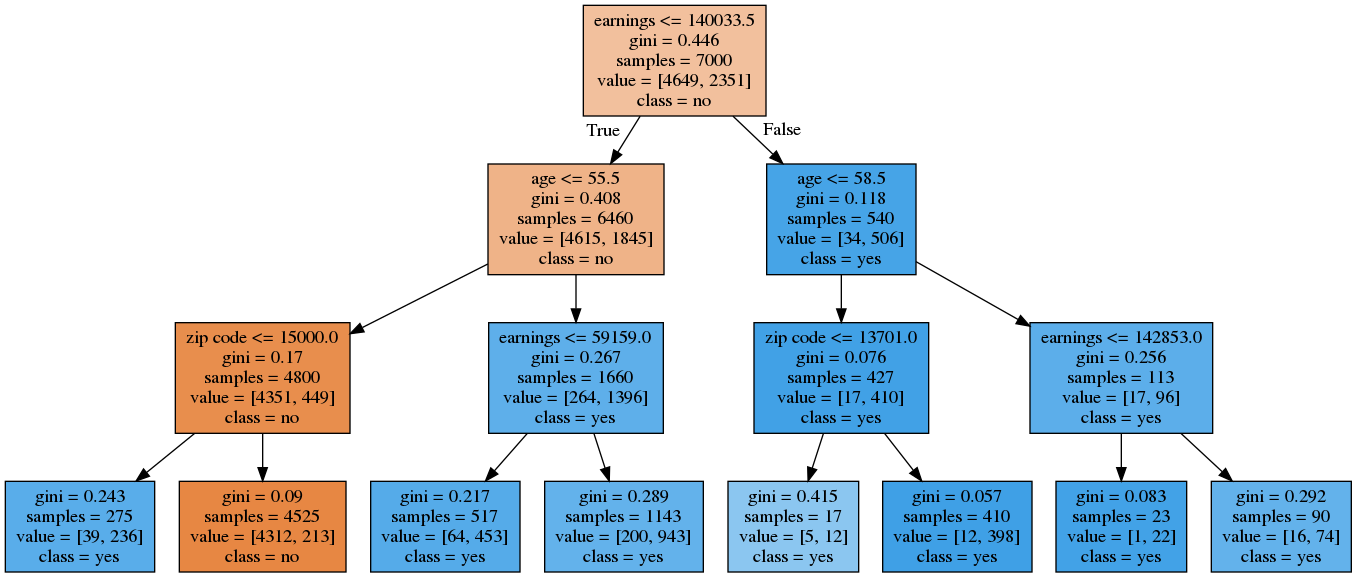 earnings <= 140033.5
gini = 0.446
samples = 7000
value = [4649, 2351]
class = no
True
False
age <= 55.5
gini = 0.408
samples = 6460
value = [4615, 1845]
class = no
age <= 58.5
gini = 0.118
samples = 540
value = [34, 506]
class = yes
zip code <= 15000.0
gini = 0.17
samples = 4800
value = [4351, 449]
class = no
earnings <= 59159.0
gini = 0.267
samples = 1660
value = [264, 1396]
class = yes
zip code <= 13701.0
gini = 0.076
samples = 427
value = [17, 410]
class = yes
earnings <= 142853.0
gini = 0.256
samples = 113
value = [17, 96]
class = yes
gini = 0.243
samples = 275
value = [39, 236]
class = yes
gini = 0.09
samples = 4525
value = [4312, 213]
class = no
gini = 0.217
samples = 517
value = [64, 453]
class = yes
gini = 0.289
samples = 1143
value = [200, 943]
class = yes
gini = 0.415
samples = 17
value = [5, 12]
class = yes
gini = 0.057
samples = 410
value = [12, 398]
class = yes
gini = 0.083
samples = 23
value = [1, 22]
class = yes
gini = 0.292
samples = 90
value = [16, 74]
class = yes